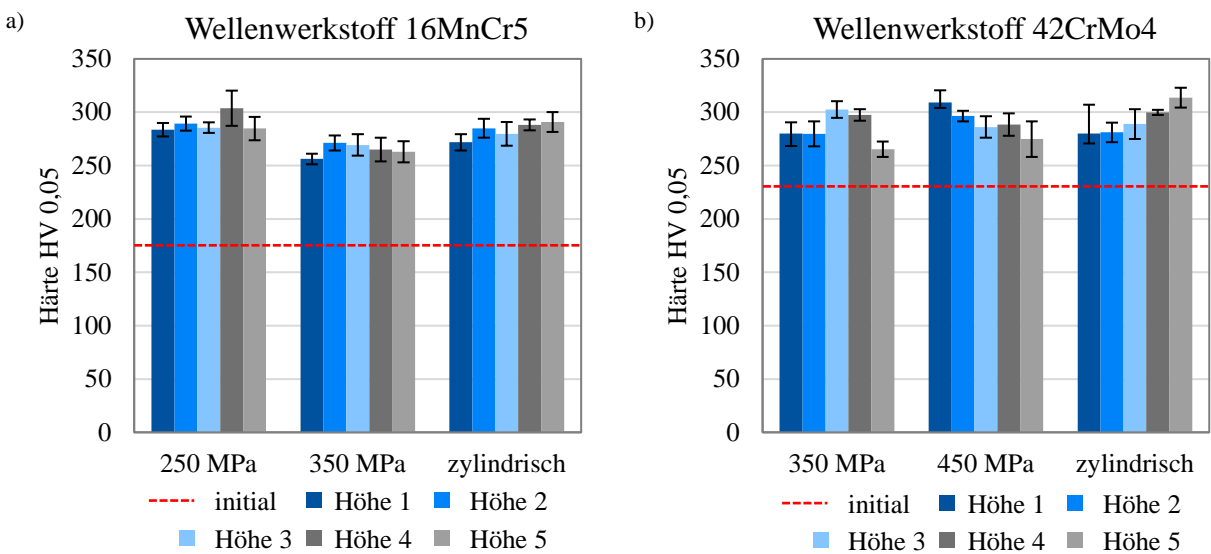 a)
Wellenwerkstoff 16MnCr5
Härte HV 0,05
350
300
250
200
150
100
50
0
250 MPa 350 MPa zylindrisch
initial Höhe 1 Höhe 2
Höhe 3 Höhe 4 Höhe 5
b)
Wellenwerkstoff 42CrMo4
Härte HV 0,05
350
300
250
200
150
100
50
0
350 MPa 450 MPa zylindrisch
initial Höhe 1 Höhe 2
Höhe 3 Höhe 4 Höhe 5